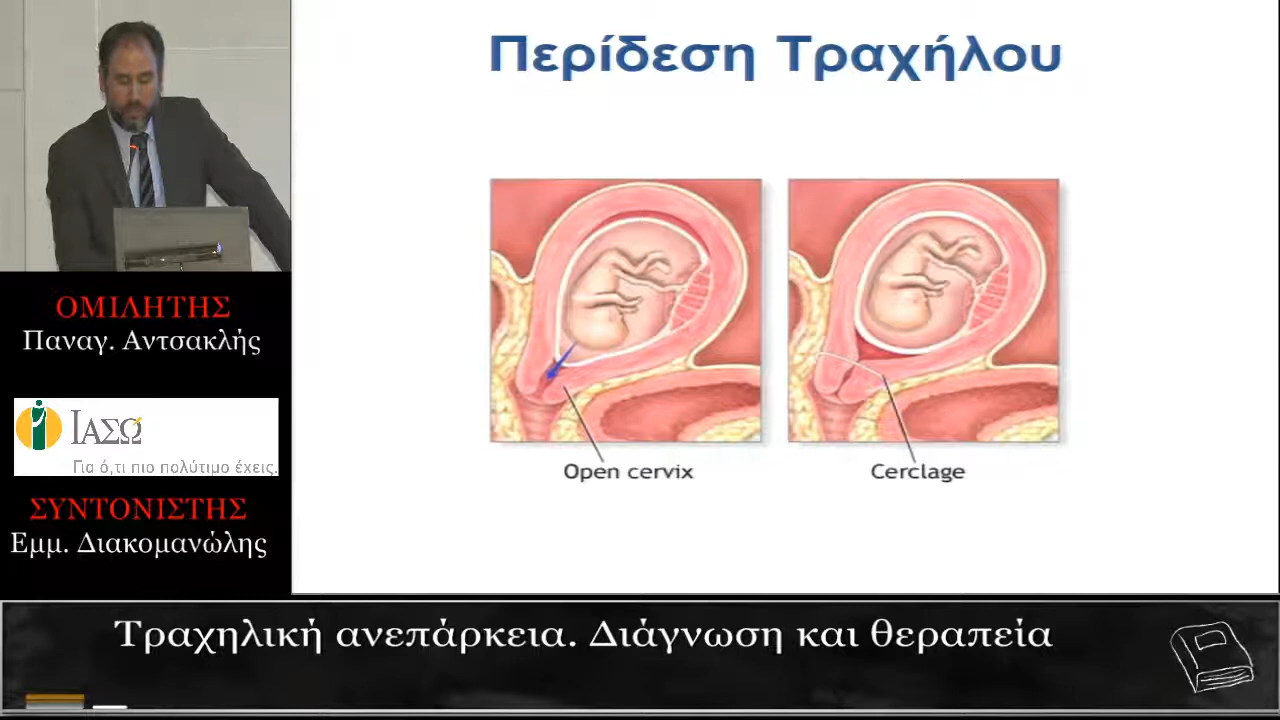 Περίδεση Τραχήλου
Open cervix
Cerclage
ΟΜΙΛΗΤΗΣ
Παναγ. Αντσακλής
ΙΑΣΩ
Για ό,τι πιο πολύτιμο έχεις.
ΣΥΝΤΟΝΙΣΤΗΣ
Εμμ. Διακομανώλης
Τραχηλική ανεπάρκεια. Διάγνωση και θεραπεία